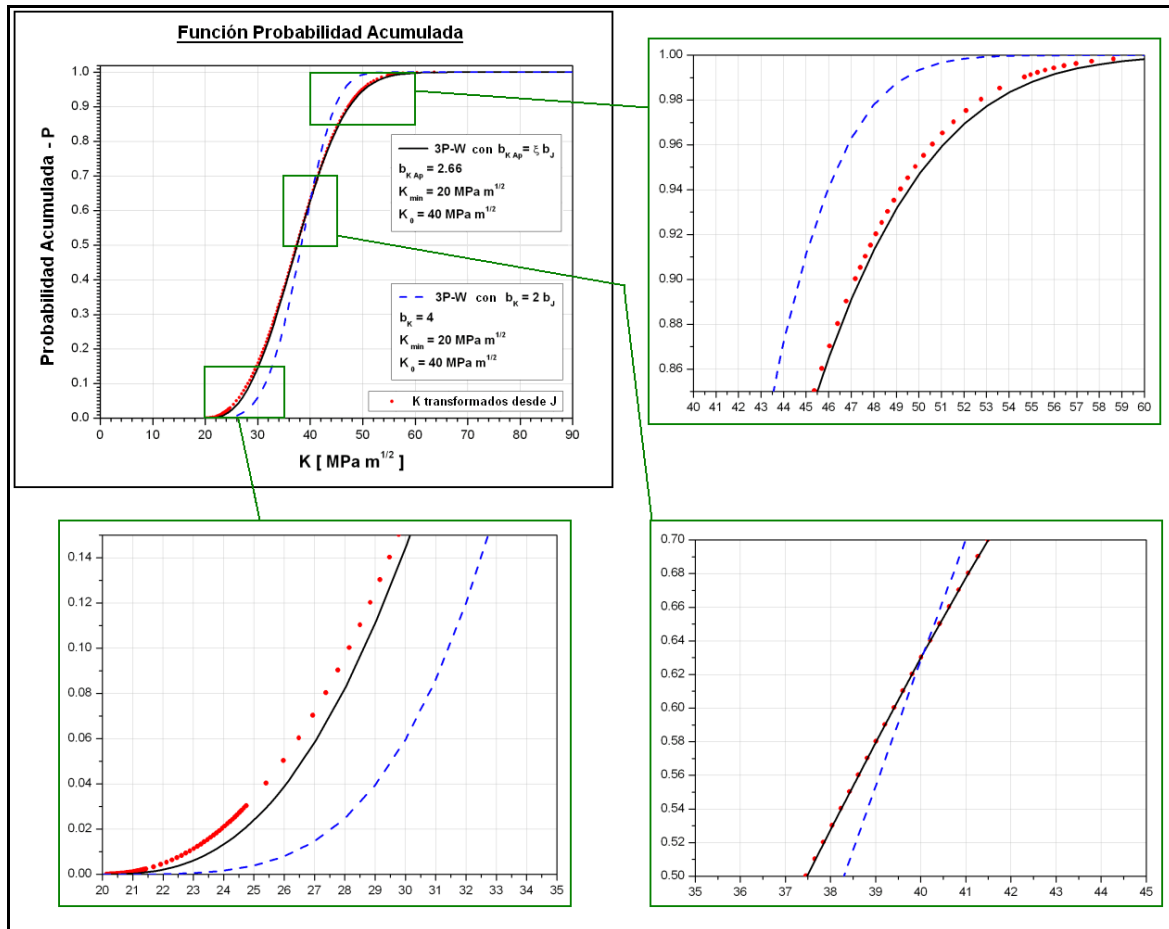 Función Probabilidad Acumulada
Probabilidad Acumulada - P
1.0
0.9
0.8
0.7
0.6
0.5
0.4
0.3
0.2
0.1
0.0
0 10 20 30 40 50 60 70 80 90
K [ MPa m^1/2 ]
3P-W con b_K Ap = ξ b_J
b_K Ap = 2.66
K_min = 20 MPa m^1/2
K_0 = 40 MPa m^1/2
3P-W con b_K = 2 b_J
b_K = 4
K_min = 20 MPa m^1/2
K_0 = 40 MPa m^1/2
K transformados desde J
1.00
0.98
0.96
0.94
0.92
0.90
0.88
0.86
40 41 42 43 44 45 46 47 48 49 50 51 52 53 54 55 56 57 58 59 60
0.14
0.12
0.10
0.08
0.06
0.04
0.02
0.00
20 21 22 23 24 25 26 27 28 29 30 31 32 33 34 35
0.70
0.68
0.66
0.64
0.62
0.60
0.58
0.56
0.54
0.52
0.50
35 36 37 38 39 40 41 42 43 44 45